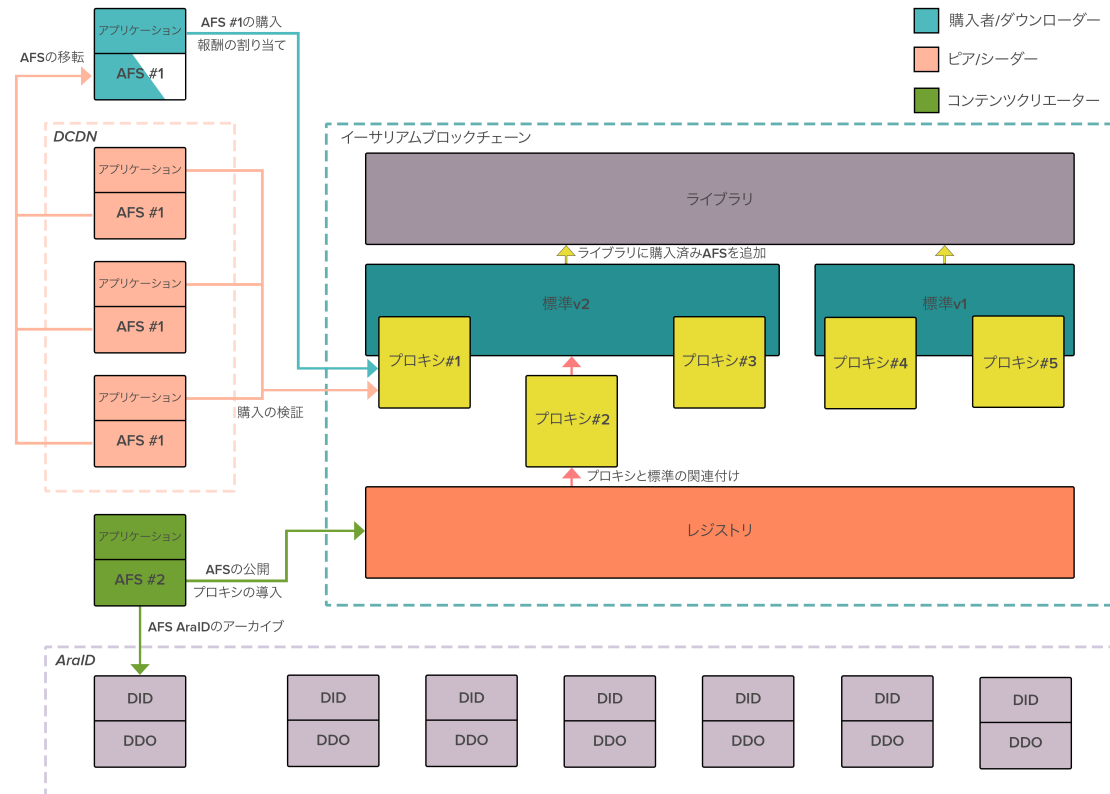 アプリケーション
AFS #1
AFS #1の購入
報酬の割り当て
AFSの移転
購入者/ダウンローダー
ピア/シーダー
コンテンツクリエーター
DCDN
アプリケーション
AFS #1
アプリケーション
AFS #1
アプリケーション
AFS #1
購入の検証
イーサリアムブロックチェーン
ライブラリ
ライブラリに購入済みAFSを追加
標準v2
標準v1
プロキシ#1
プロキシ#3
プロキシ#4
プロキシ#5
プロキシ#2
プロキシと標準の関連付け
レジストリ
アプリケーション
AFS #2
AFSの公開
プロキシの導入
AFS AraIDのアーカイブ
AraID
DID
DDO
DID
DDO
DID
DDO
DID
DDO
DID
DDO
DID
DDO
DID
DDO